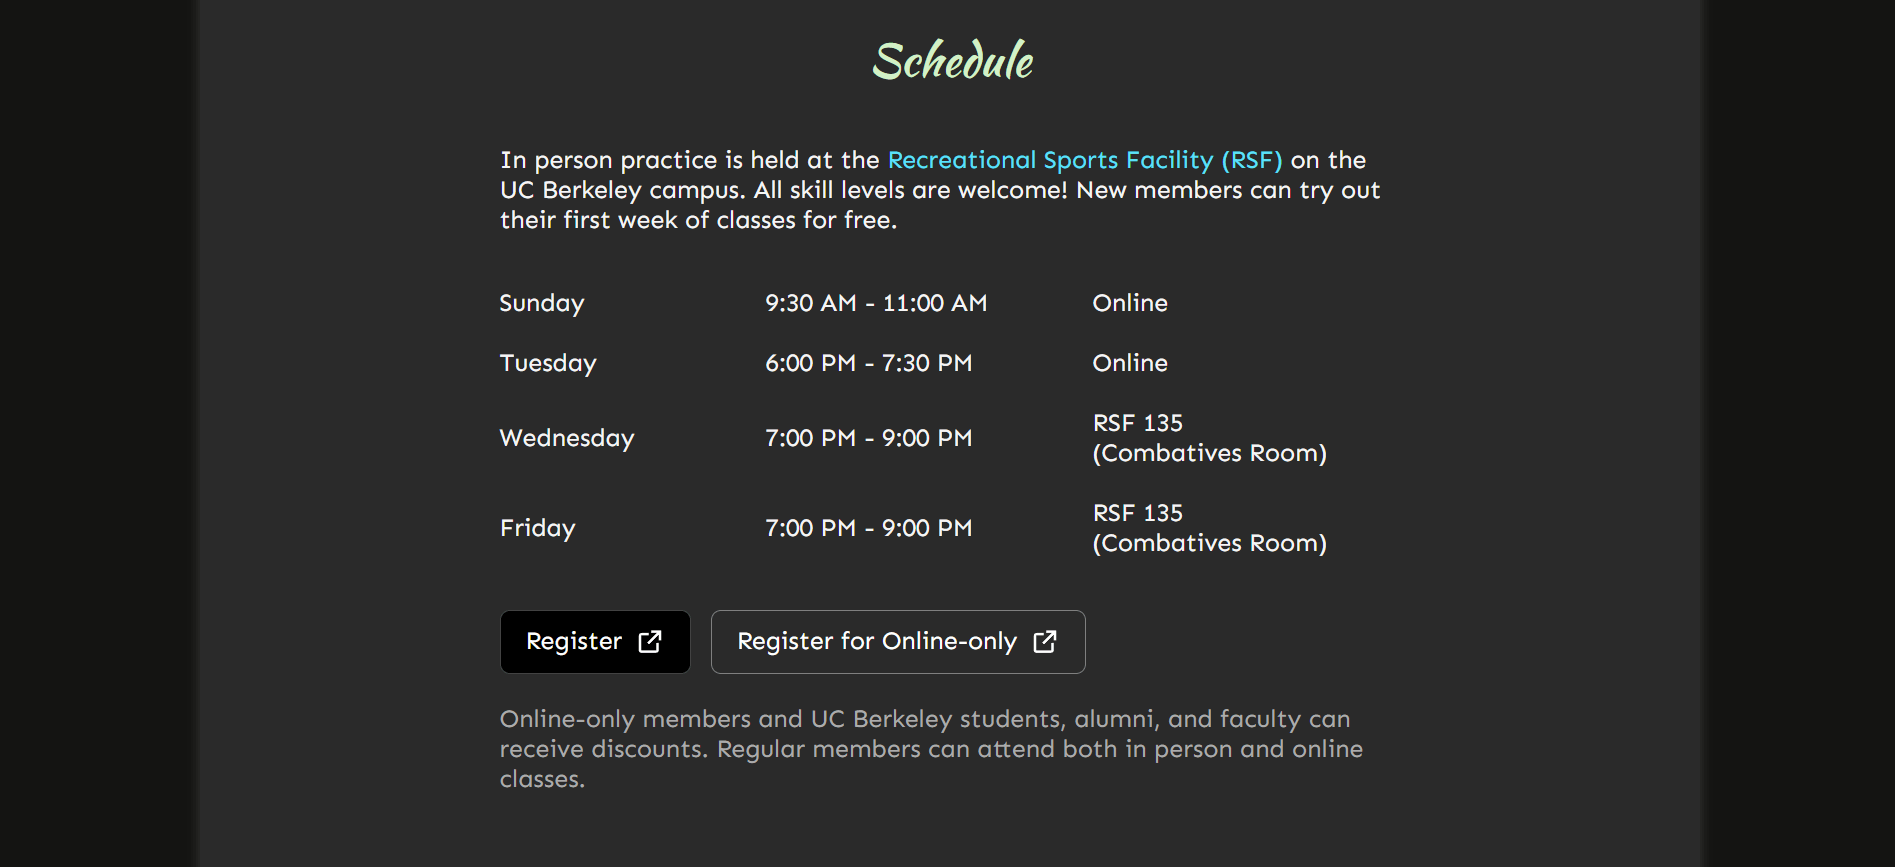 Schedule
In person practice is held at the Recreational Sports Facility (RSF) on the
UC Berkeley campus. All skill levels are welcome! New members can try out
their first week of classes for free.
Sunday 9:30 AM - 11:00 AM Online
Tuesday 6:00 PM - 7:30 PM Online
Wednesday 7:00 PM - 9:00 PM RSF 135
(Combatives Room)
Friday 7:00 PM - 9:00 PM RSF 135
(Combatives Room)
Register Register for Online-only
Online-only members and UC Berkeley students, alumni, and faculty can
receive discounts. Regular members can attend both in person and online
classes.